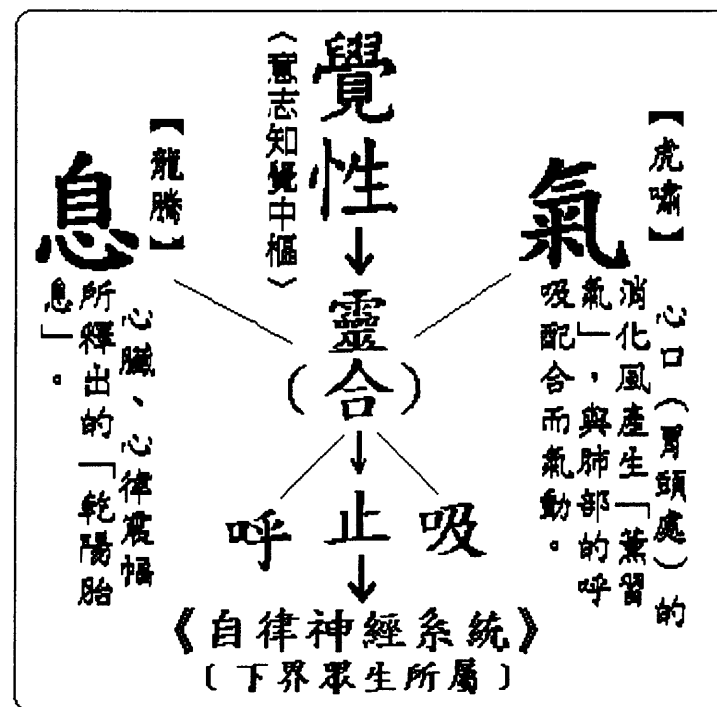 覺性
〈意志知覺中樞〉
【虎嘯】
氣
心口（胃頭處）的
消化風產生「薰習
氣」，與肺部的呼
吸配合而氣動。
【龍騰】
息
心臟、心律震幅
所釋出的「乾陽胎
息」。
靈
（合）
呼 止 吸
《自律神經系統》
〔下界眾生所屬〕